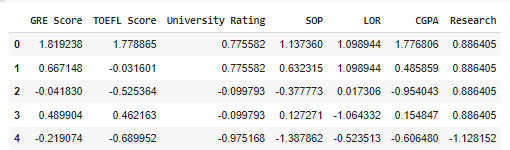 GRE Score TOEFL Score University Rating SOP LOR CGPA Research
0 1.819238 1.778865 0.775582 1.137360 1.098944 1.776806 0.886405
1 0.667148 -0.031601 0.775582 0.632315 1.098944 0.485859 0.886405
2 -0.041830 -0.525364 -0.099793 -0.377773 0.017306 -0.954043 0.886405
3 0.489904 0.462163 -0.099793 0.127271 -1.064332 0.154847 0.886405
4 -0.219074 -0.689952 -0.975168 -1.387862 -0.523513 -0.606480 -1.128152